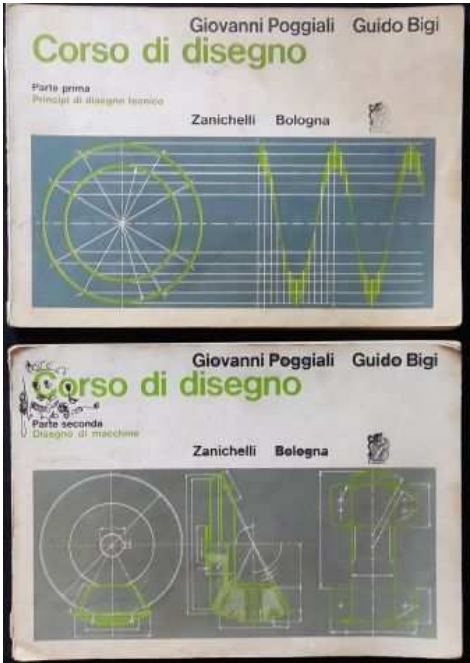 Giovanni Poggiali Guido Bigi
Corso di disegno
Parte prima
Principi di disegno tecnico
Zanichelli Bologna
Giovanni Poggiali Guido Bigi
Corso di disegno
Parte seconda
Disegno di macchine
Zanichelli Bologna